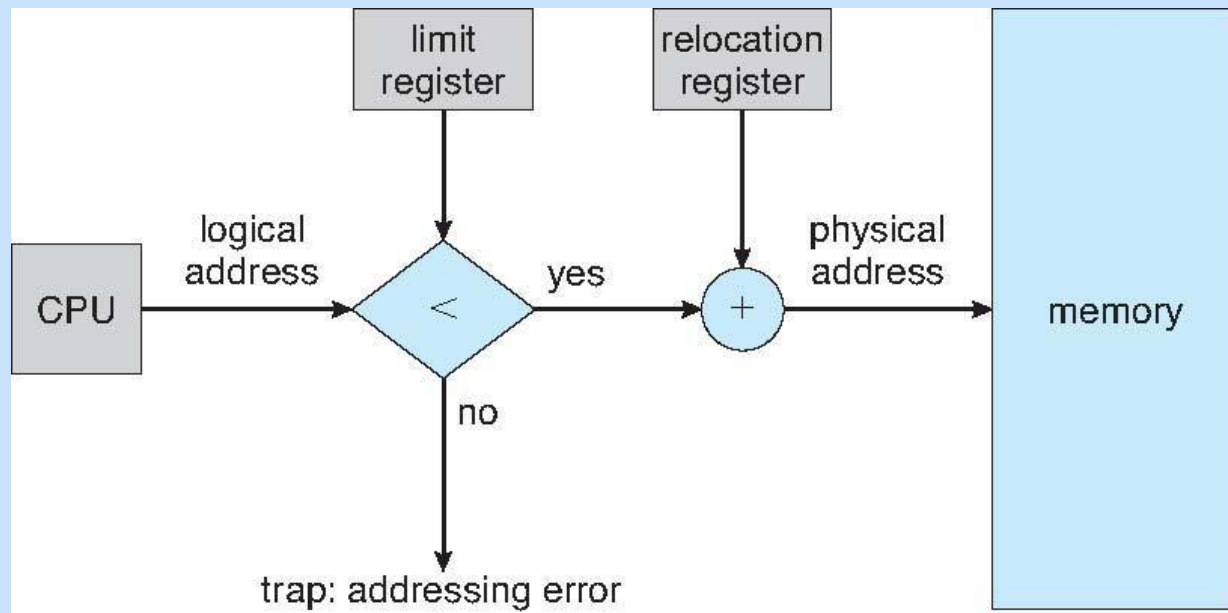 limit
register
relocation
register
logical
address
physical
address
CPU
<
yes
+
memory
no
trap: addressing error